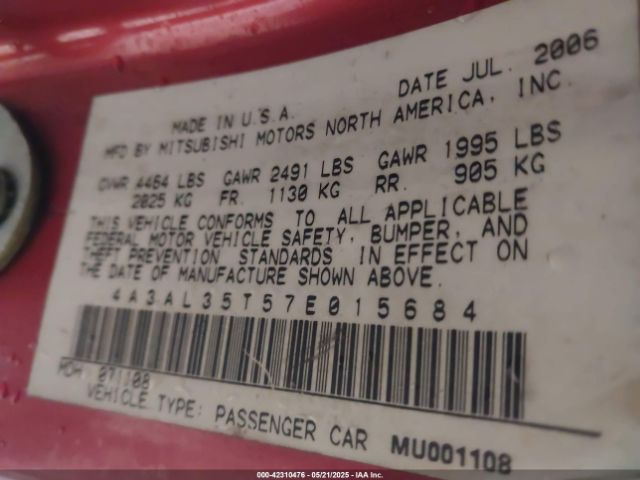 DATE JUL. 2006
MADE IN U.S.A.
MFD BY MITSUBISHI MOTORS NORTH AMERICA, INC.
GVWR 4464 LBS GAWR 2491 LBS GAWR 1995 LBS
2025 KG FR. 1130 KG RR. 905 KG
THIS VEHICLE CONFORMS TO ALL APPLICABLE
FEDERAL MOTOR VEHICLE SAFETY, BUMPER, AND
THEFT PREVENTION STANDARDS IN EFFECT ON
THE DATE OF MANUFACTURE SHOWN ABOVE.
4A3AL35T57E015684
MDH 071108
VEHICLE TYPE: PASSENGER CAR MU001108
000-42310476 - 05/21/2025 - IAA